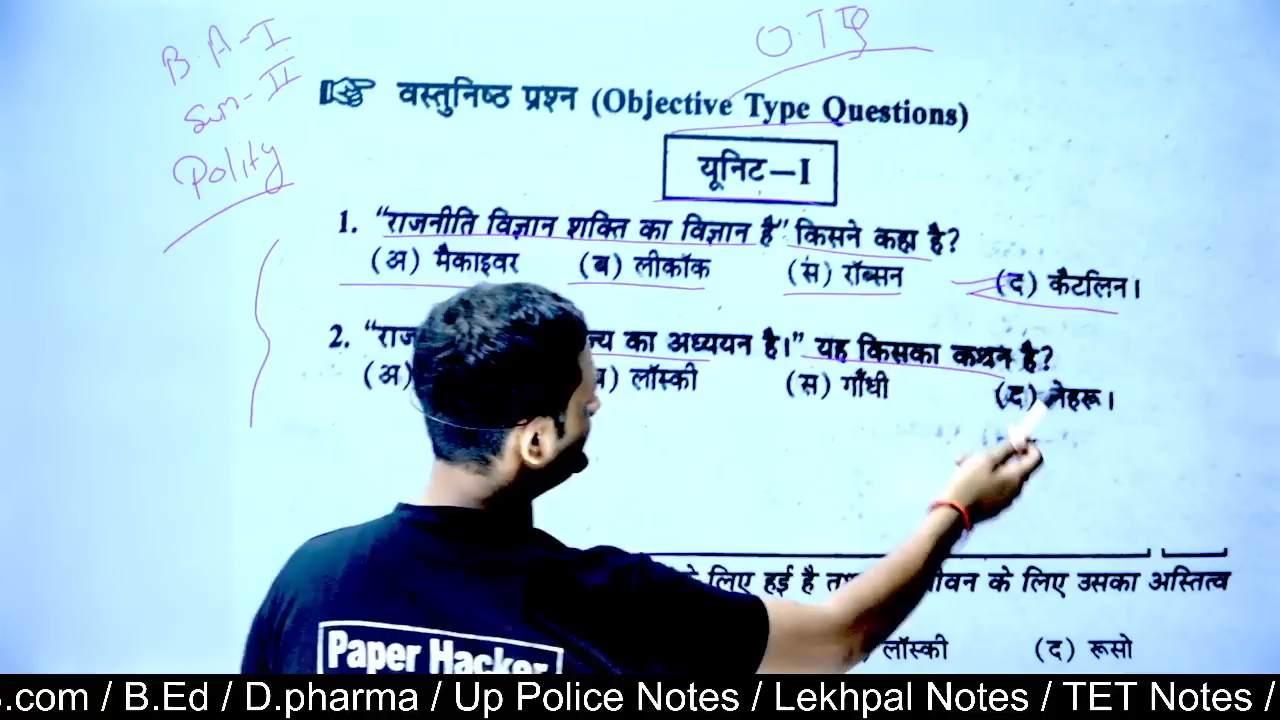 B.A-I
Sem-II
Polity
OTQ
वस्तुनिष्ठ प्रश्न (Objective Type Questions)
यूनिट–I
1. “राजनीति विज्ञान शक्ति का विज्ञान है” किसने कहा है?
(अ) मैकाइवर (ब) लीकॉक (स) रॉब्सन (द) कैटलिन।
2. “राज का अध्ययन है।” यह किसका कथन है?
(अ) लॉस्की (स) गाँधी (द) नेहरू।
लिए हुई है के लिए उसका अस्तित्व
लॉस्की (द) रूसो
Paper Hacker
.com / B.Ed / D.pharma / Up Police Notes / Lekhpal Notes / TET Notes /